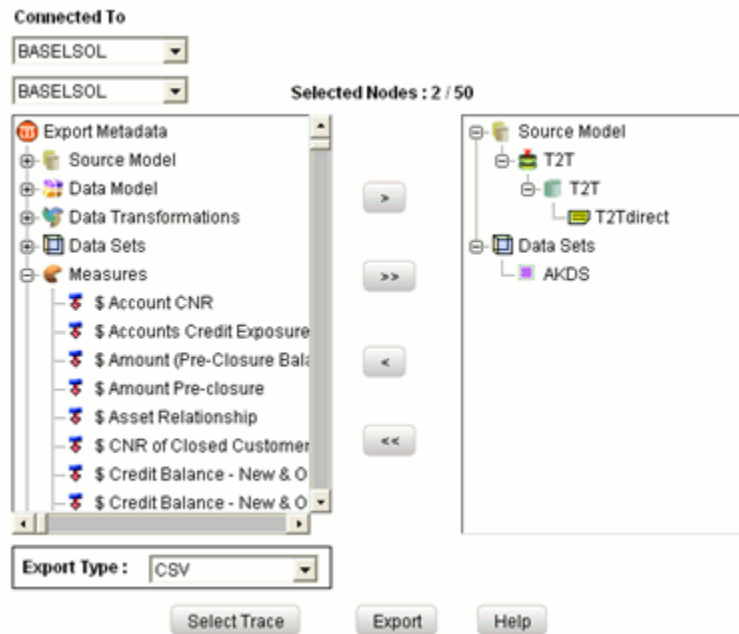 Connected To
BASELSOL
BASELSOL
Selected Nodes : 2 / 50
Export Metadata
Source Model
Data Model
Data Transformations
Data Sets
Measures
$ Account CNR
$ Accounts Credit Exposure
$ Amount (Pre-Closure Bala
$ Amount Pre-closure
$ Asset Relationship
$ CNR of Closed Customer
$ Credit Balance - New & O
$ Credit Balance - New & O
>
>>
<
<<
Source Model
T2T
T2T
T2Tdirect
Data Sets
AKDS
Export Type : CSV
Select Trace Export Help